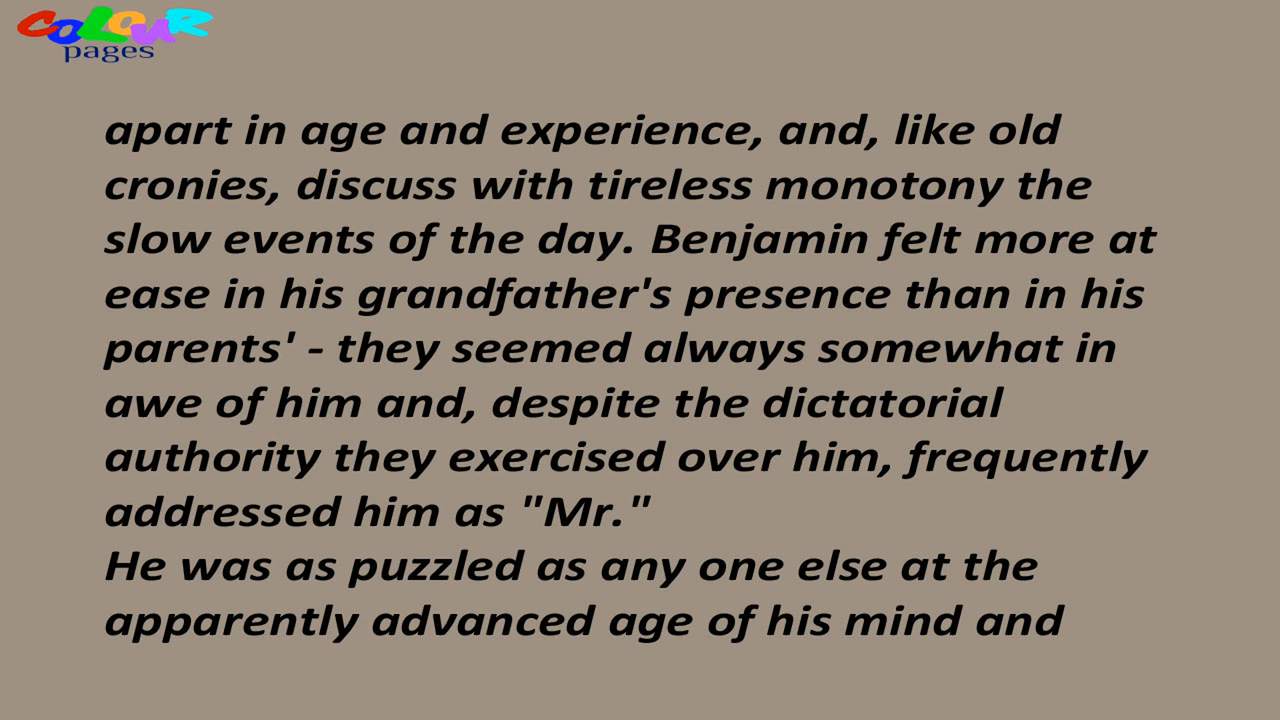 COLOUR
pages
apart in age and experience, and, like old
cronies, discuss with tireless monotony the
slow events of the day. Benjamin felt more at
ease in his grandfather's presence than in his
parents' - they seemed always somewhat in
awe of him and, despite the dictatorial
authority they exercised over him, frequently
addressed him as "Mr."
He was as puzzled as any one else at the
apparently advanced age of his mind and